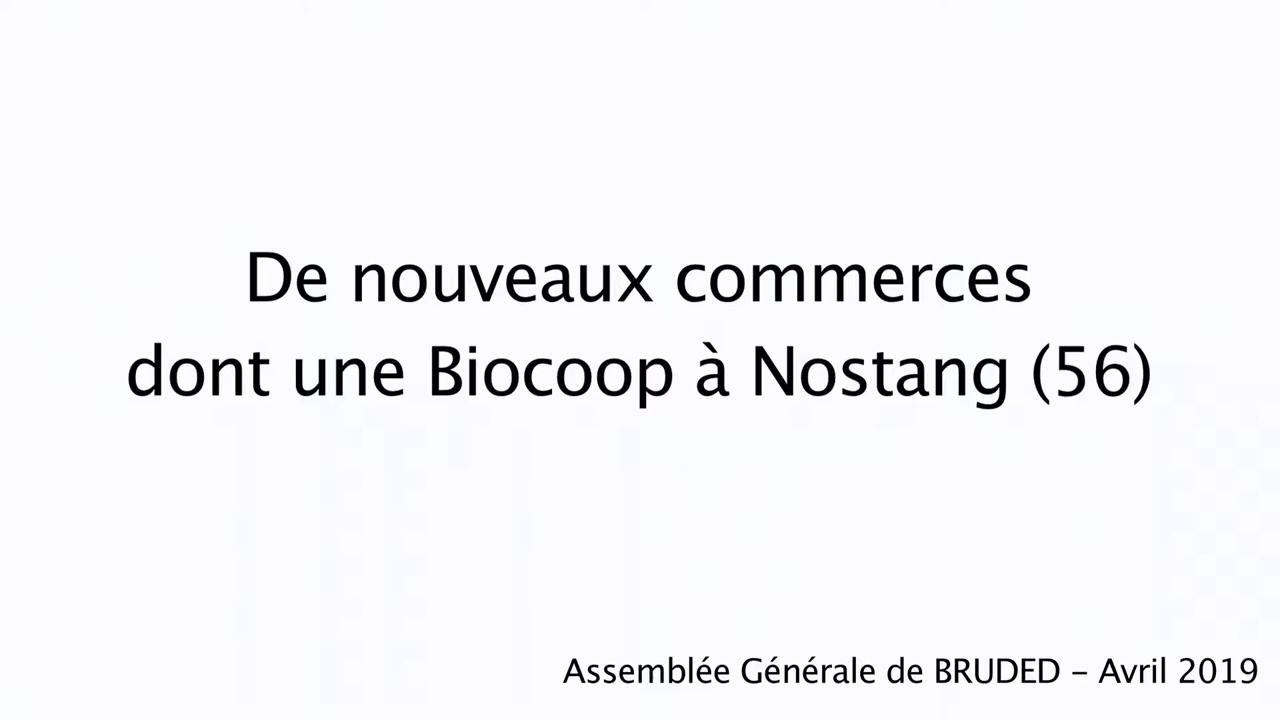 De nouveaux commerces
dont une Biocoop à Nostang (56)
Assemblée Générale de BRUDED – Avril 2019